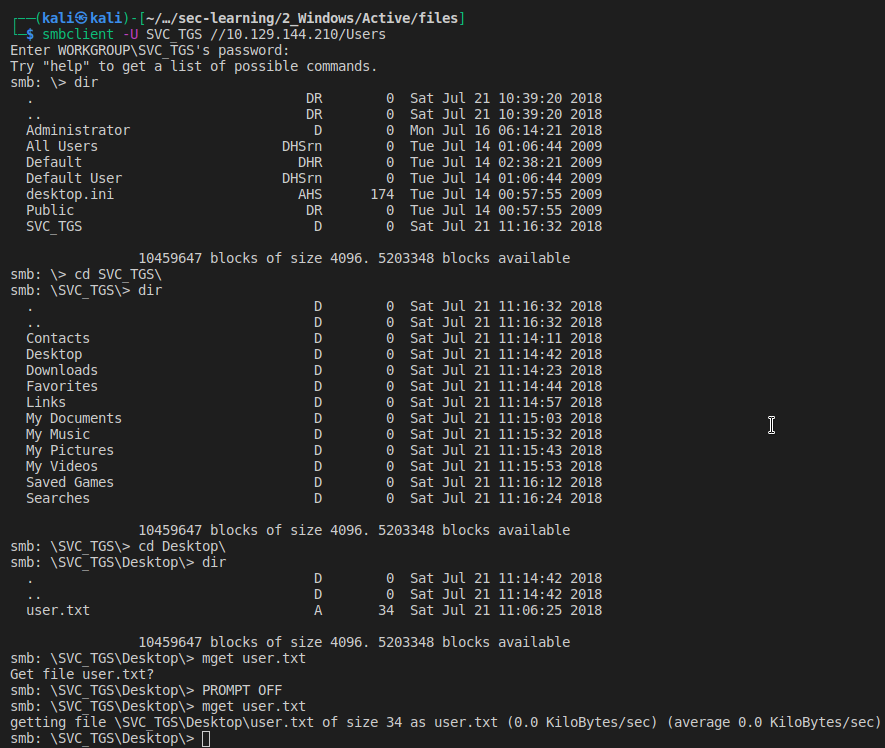 ┌──(kali㉿kali)-[~/…/sec-learning/2_Windows/Active/files]
└─$ smbclient -U SVC_TGS //10.129.144.210/Users
Enter WORKGROUP\SVC_TGS's password:
Try "help" to get a list of possible commands.
smb: \> dir
  .                                  DR        0  Sat Jul 21 10:39:20 2018
  ..                                 DR        0  Sat Jul 21 10:39:20 2018
  Administrator                       D        0  Mon Jul 16 06:14:21 2018
  All Users                       DHSrn        0  Tue Jul 14 01:06:44 2009
  Default                           DHR        0  Tue Jul 14 02:38:21 2009
  Default User                    DHSrn        0  Tue Jul 14 01:06:44 2009
  desktop.ini                       AHS      174  Tue Jul 14 00:57:55 2009
  Public                             DR        0  Tue Jul 14 00:57:55 2009
  SVC_TGS                             D        0  Sat Jul 21 11:16:32 2018
                10459647 blocks of size 4096. 5203348 blocks available
smb: \> cd SVC_TGS\
smb: \SVC_TGS\> dir
  .                                   D        0  Sat Jul 21 11:16:32 2018
  ..                                  D        0  Sat Jul 21 11:16:32 2018
  Contacts                            D        0  Sat Jul 21 11:14:11 2018
  Desktop                             D        0  Sat Jul 21 11:14:42 2018
  Downloads                           D        0  Sat Jul 21 11:14:23 2018
  Favorites                           D        0  Sat Jul 21 11:14:44 2018
  Links                               D        0  Sat Jul 21 11:14:57 2018
  My Documents                        D        0  Sat Jul 21 11:15:03 2018
  My Music                            D        0  Sat Jul 21 11:15:32 2018
  My Pictures                         D        0  Sat Jul 21 11:15:43 2018
  My Videos                           D        0  Sat Jul 21 11:15:53 2018
  Saved Games                         D        0  Sat Jul 21 11:16:12 2018
  Searches                            D        0  Sat Jul 21 11:16:24 2018
                10459647 blocks of size 4096. 5203348 blocks available
smb: \SVC_TGS\> cd Desktop\
smb: \SVC_TGS\Desktop\> dir
  .                                   D        0  Sat Jul 21 11:14:42 2018
  ..                                  D        0  Sat Jul 21 11:14:42 2018
  user.txt                            A       34  Sat Jul 21 11:06:25 2018
                10459647 blocks of size 4096. 5203348 blocks available
smb: \SVC_TGS\Desktop\> mget user.txt
Get file user.txt?
smb: \SVC_TGS\Desktop\> PROMPT OFF
smb: \SVC_TGS\Desktop\> mget user.txt
getting file \SVC_TGS\Desktop\user.txt of size 34 as user.txt (0.0 KiloBytes/sec) (average 0.0 KiloBytes/sec)
smb: \SVC_TGS\Desktop\>